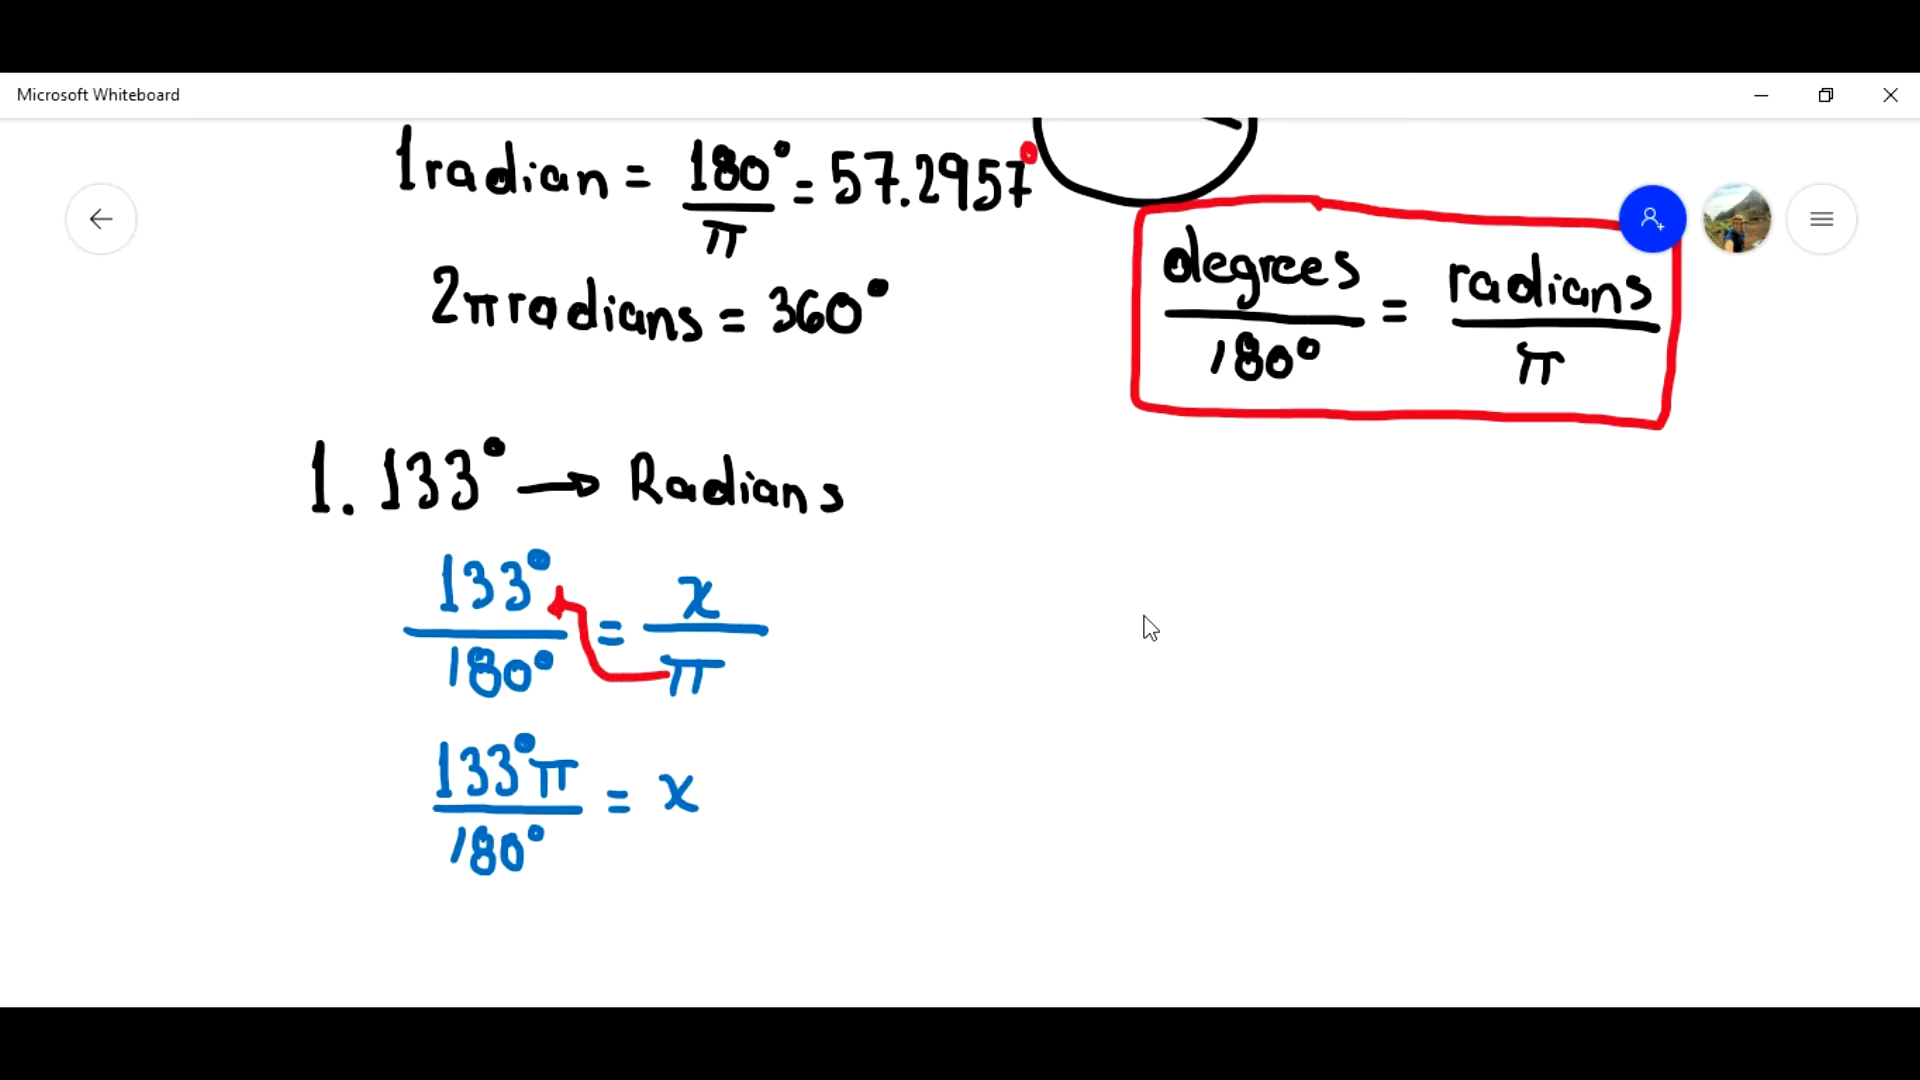 Microsoft Whiteboard
1 radian = 180° / π = 57.2957°
2π radians = 360°
degrees / 180° = radians / π
1. 133° → Radians
133° / 180° = x / π
133°π / 180° = x